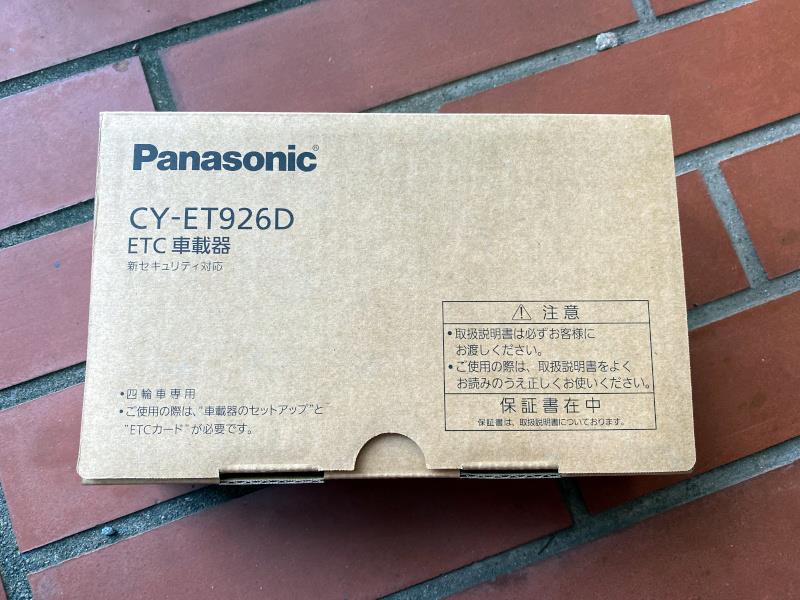 Panasonic®
CY-ET926D
ETC 車載器
新セキュリティ対応
⚠ 注意
•取扱説明書は必ずお客様に
お渡しください。
•ご使用の際は、取扱説明書をよく
お読みのうえ正しくお使いください。
保証書在中
保証書は、取扱説明書についております。
•四輪車専用
•ご使用の際は、"車載器のセットアップ"と
"ETCカード"が必要です。